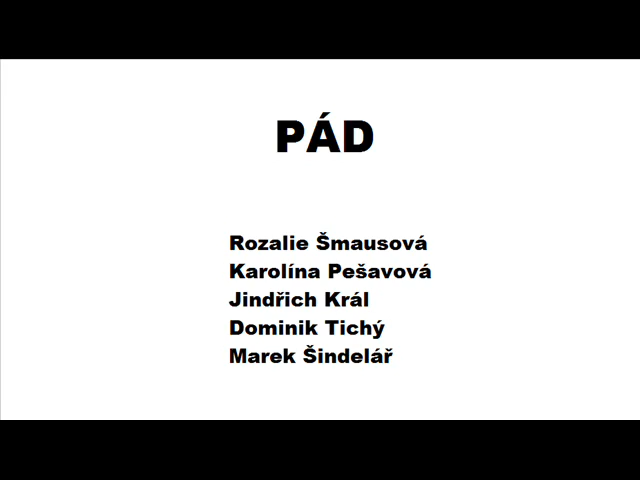 PÁD
Rozalie Šmausová
Karolína Pešavová
Jindřich Král
Dominik Tichý
Marek Šindelář